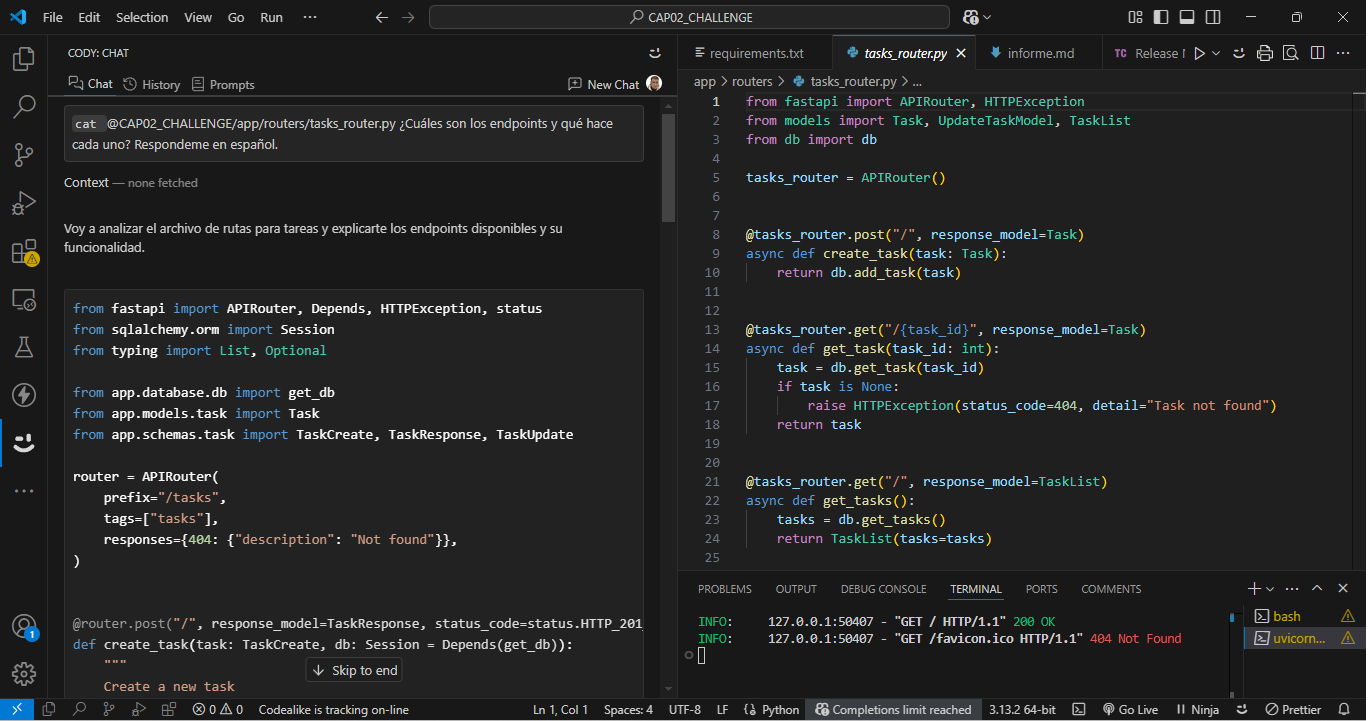 File Edit Selection View Go Run ··· CAP02_CHALLENGE
CODY: CHAT
Chat History Prompts New Chat
cat @CAP02_CHALLENGE/app/routers/tasks_router.py ¿Cuáles son los endpoints y qué hace
cada uno? Respondeme en español.
Context — none fetched
Voy a analizar el archivo de rutas para tareas y explicarte los endpoints disponibles y su
funcionalidad.
from fastapi import APIRouter, Depends, HTTPException, status
from sqlalchemy.orm import Session
from typing import List, Optional
from app.database.db import get_db
from app.models.task import Task
from app.schemas.task import TaskCreate, TaskResponse, TaskUpdate
router = APIRouter(
    prefix="/tasks",
    tags=["tasks"],
    responses={404: {"description": "Not found"}},
)
@router.post("/", response_model=TaskResponse, status_code=status.HTTP_201_
def create_task(task: TaskCreate, db: Session = Depends(get_db)):
    """
    Create a new task
Skip to end
requirements.txt tasks_router.py informe.md TC Release
app > routers > tasks_router.py > ...
1 from fastapi import APIRouter, HTTPException
2 from models import Task, UpdateTaskModel, TaskList
3 from db import db
4
5 tasks_router = APIRouter()
6
7
8 @tasks_router.post("/", response_model=Task)
9 async def create_task(task: Task):
10     return db.add_task(task)
11
12
13 @tasks_router.get("/{task_id}", response_model=Task)
14 async def get_task(task_id: int):
15     task = db.get_task(task_id)
16     if task is None:
17         raise HTTPException(status_code=404, detail="Task not found")
18     return task
19
20
21 @tasks_router.get("/", response_model=TaskList)
22 async def get_tasks():
23     tasks = db.get_tasks()
24     return TaskList(tasks=tasks)
25
PROBLEMS OUTPUT DEBUG CONSOLE TERMINAL PORTS COMMENTS
INFO: 127.0.0.1:50407 - "GET / HTTP/1.1" 200 OK
INFO: 127.0.0.1:50407 - "GET /favicon.ico HTTP/1.1" 404 Not Found
bash
uvicorn...
1
0 0 Codealike is tracking on-line Ln 1, Col 1 Spaces: 4 UTF-8 LF Python Completions limit reached 3.13.2 64-bit Go Live Ninja Prettier